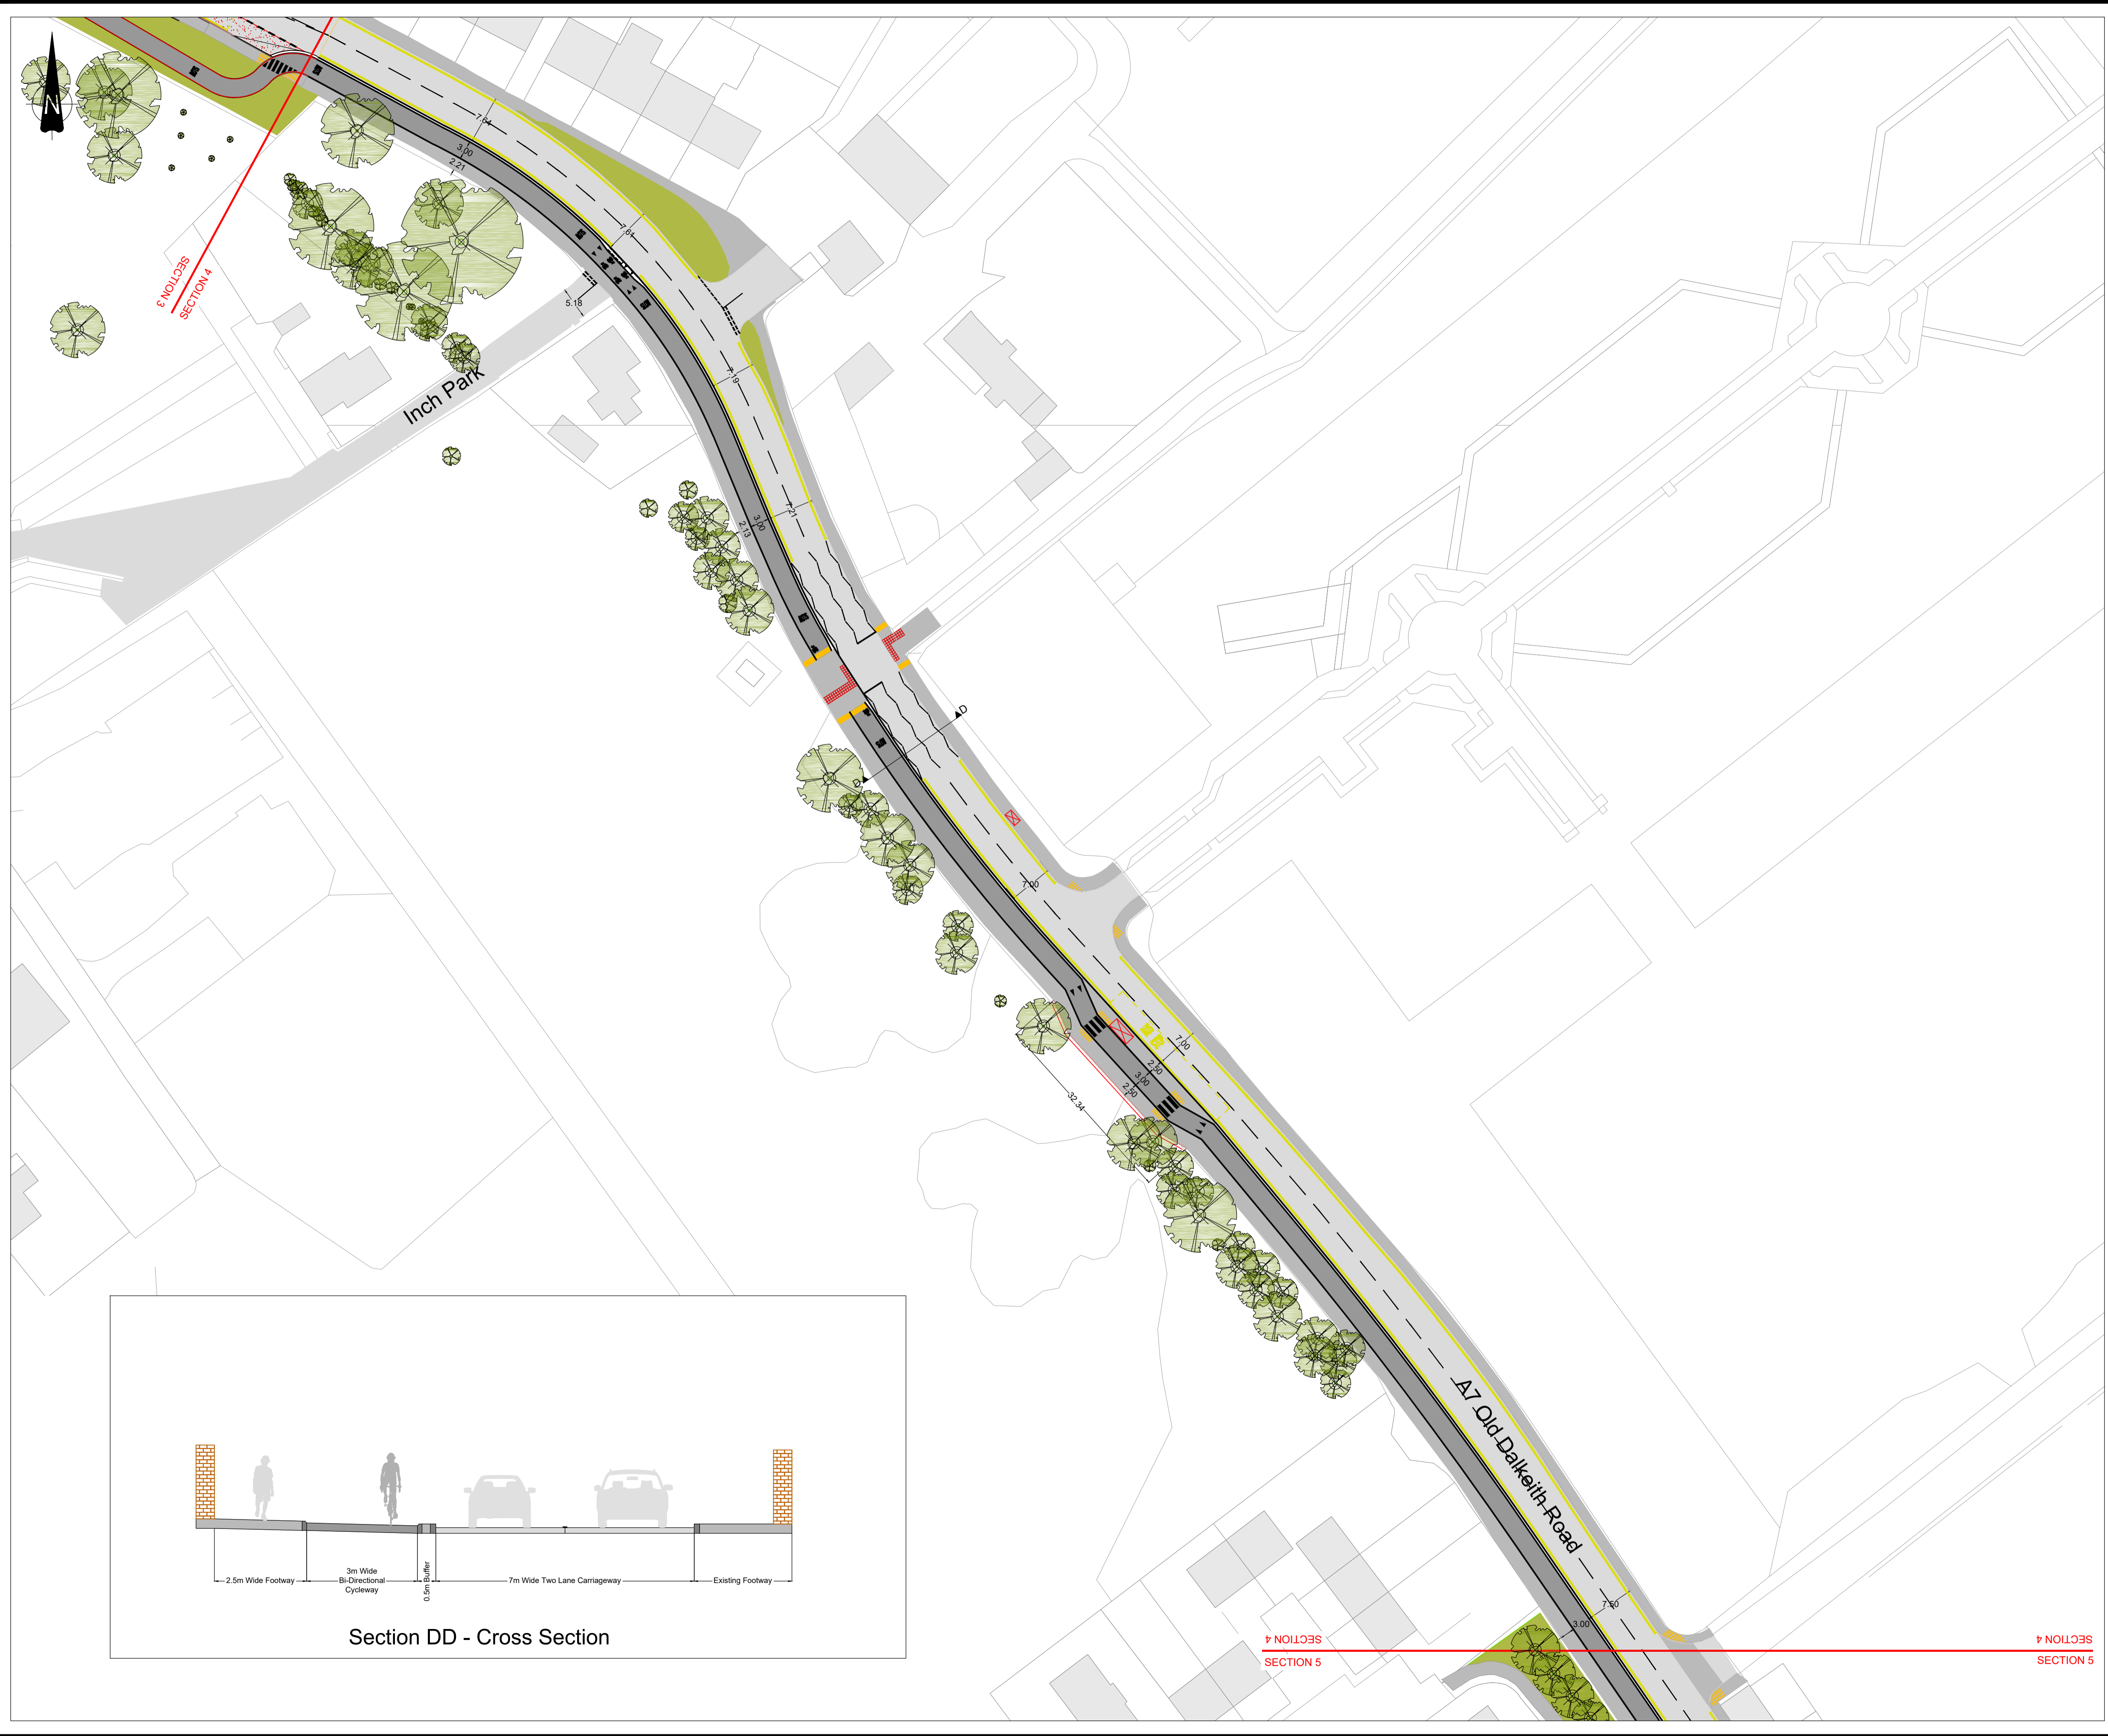 N
7.64
3.00
2.21
7.61
SECTION 3
SECTION 4
5.18
7.19
Inch Park
7.21
3.00
2.13
D
D
7.00
7.00
2.50
3.00
2.50
32.34
A7 Old Dalkeith Road
2.5m Wide Footway
3m Wide
Bi-Directional
Cycleway
0.5m Buffer
7m Wide Two Lane Carriageway
Existing Footway
Section DD - Cross Section
7.50
3.00
SECTION 4
SECTION 5
SECTION 4
SECTION 5